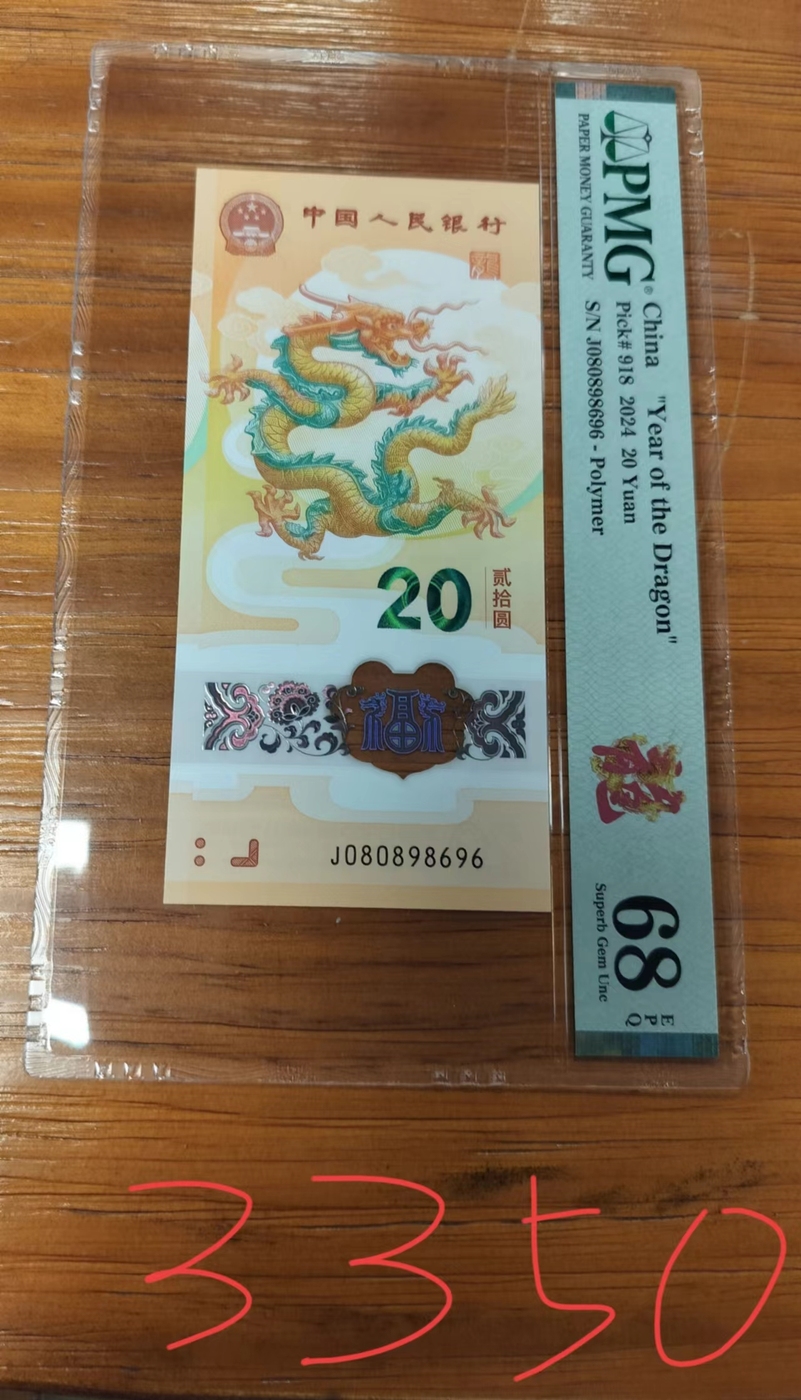 中国人民银行
20
贰拾圆
J080898696
PMG®
PAPER MONEY GUARANTY
China "Year of the Dragon"
Pick# 918 2024 20 Yuan
S/N J080898696 - Polymer
福
68 EPQ
Superb Gem Unc
3350